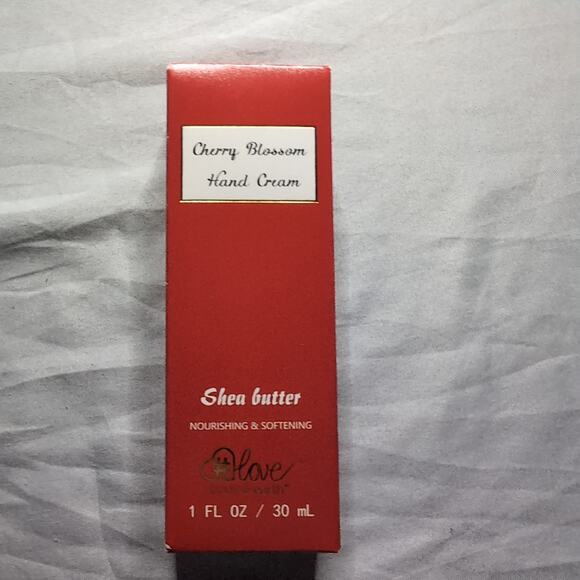 Cherry Blossom
Hand Cream
Shea butter
NOURISHING & SOFTENING
love
1 FL OZ / 30 mL